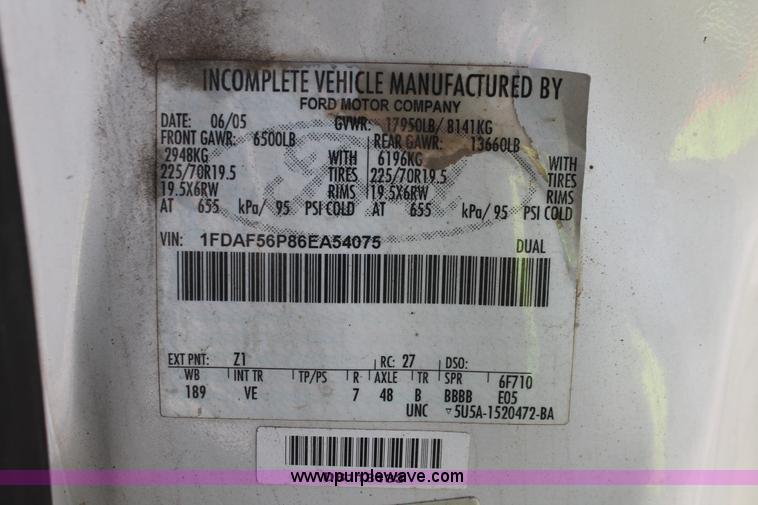 INCOMPLETE VEHICLE MANUFACTURED BY
FORD MOTOR COMPANY
DATE: 06/05 GVWR: 17950LB/ 8141KG
FRONT GAWR: 6500LB REAR GAWR: 13660LB
2948KG WITH 6196KG WITH
225/70R19.5 TIRES 225/70R19.5 TIRES
19.5X6RW RIMS 19.5X6RW RIMS
AT 655 kPa/ 95 PSI COLD AT 655 kPa/ 95 PSI COLD
VIN: 1FDAF56P86EA54075 DUAL
EXT PNT: Z1 RC: 27 DSO:
WB INT TR TP/PS R AXLE TR SPR 6F710
189 VE 7 48 B BBBB E05
UNC ▽5U5A-1520472-BA
www.purplewave.com